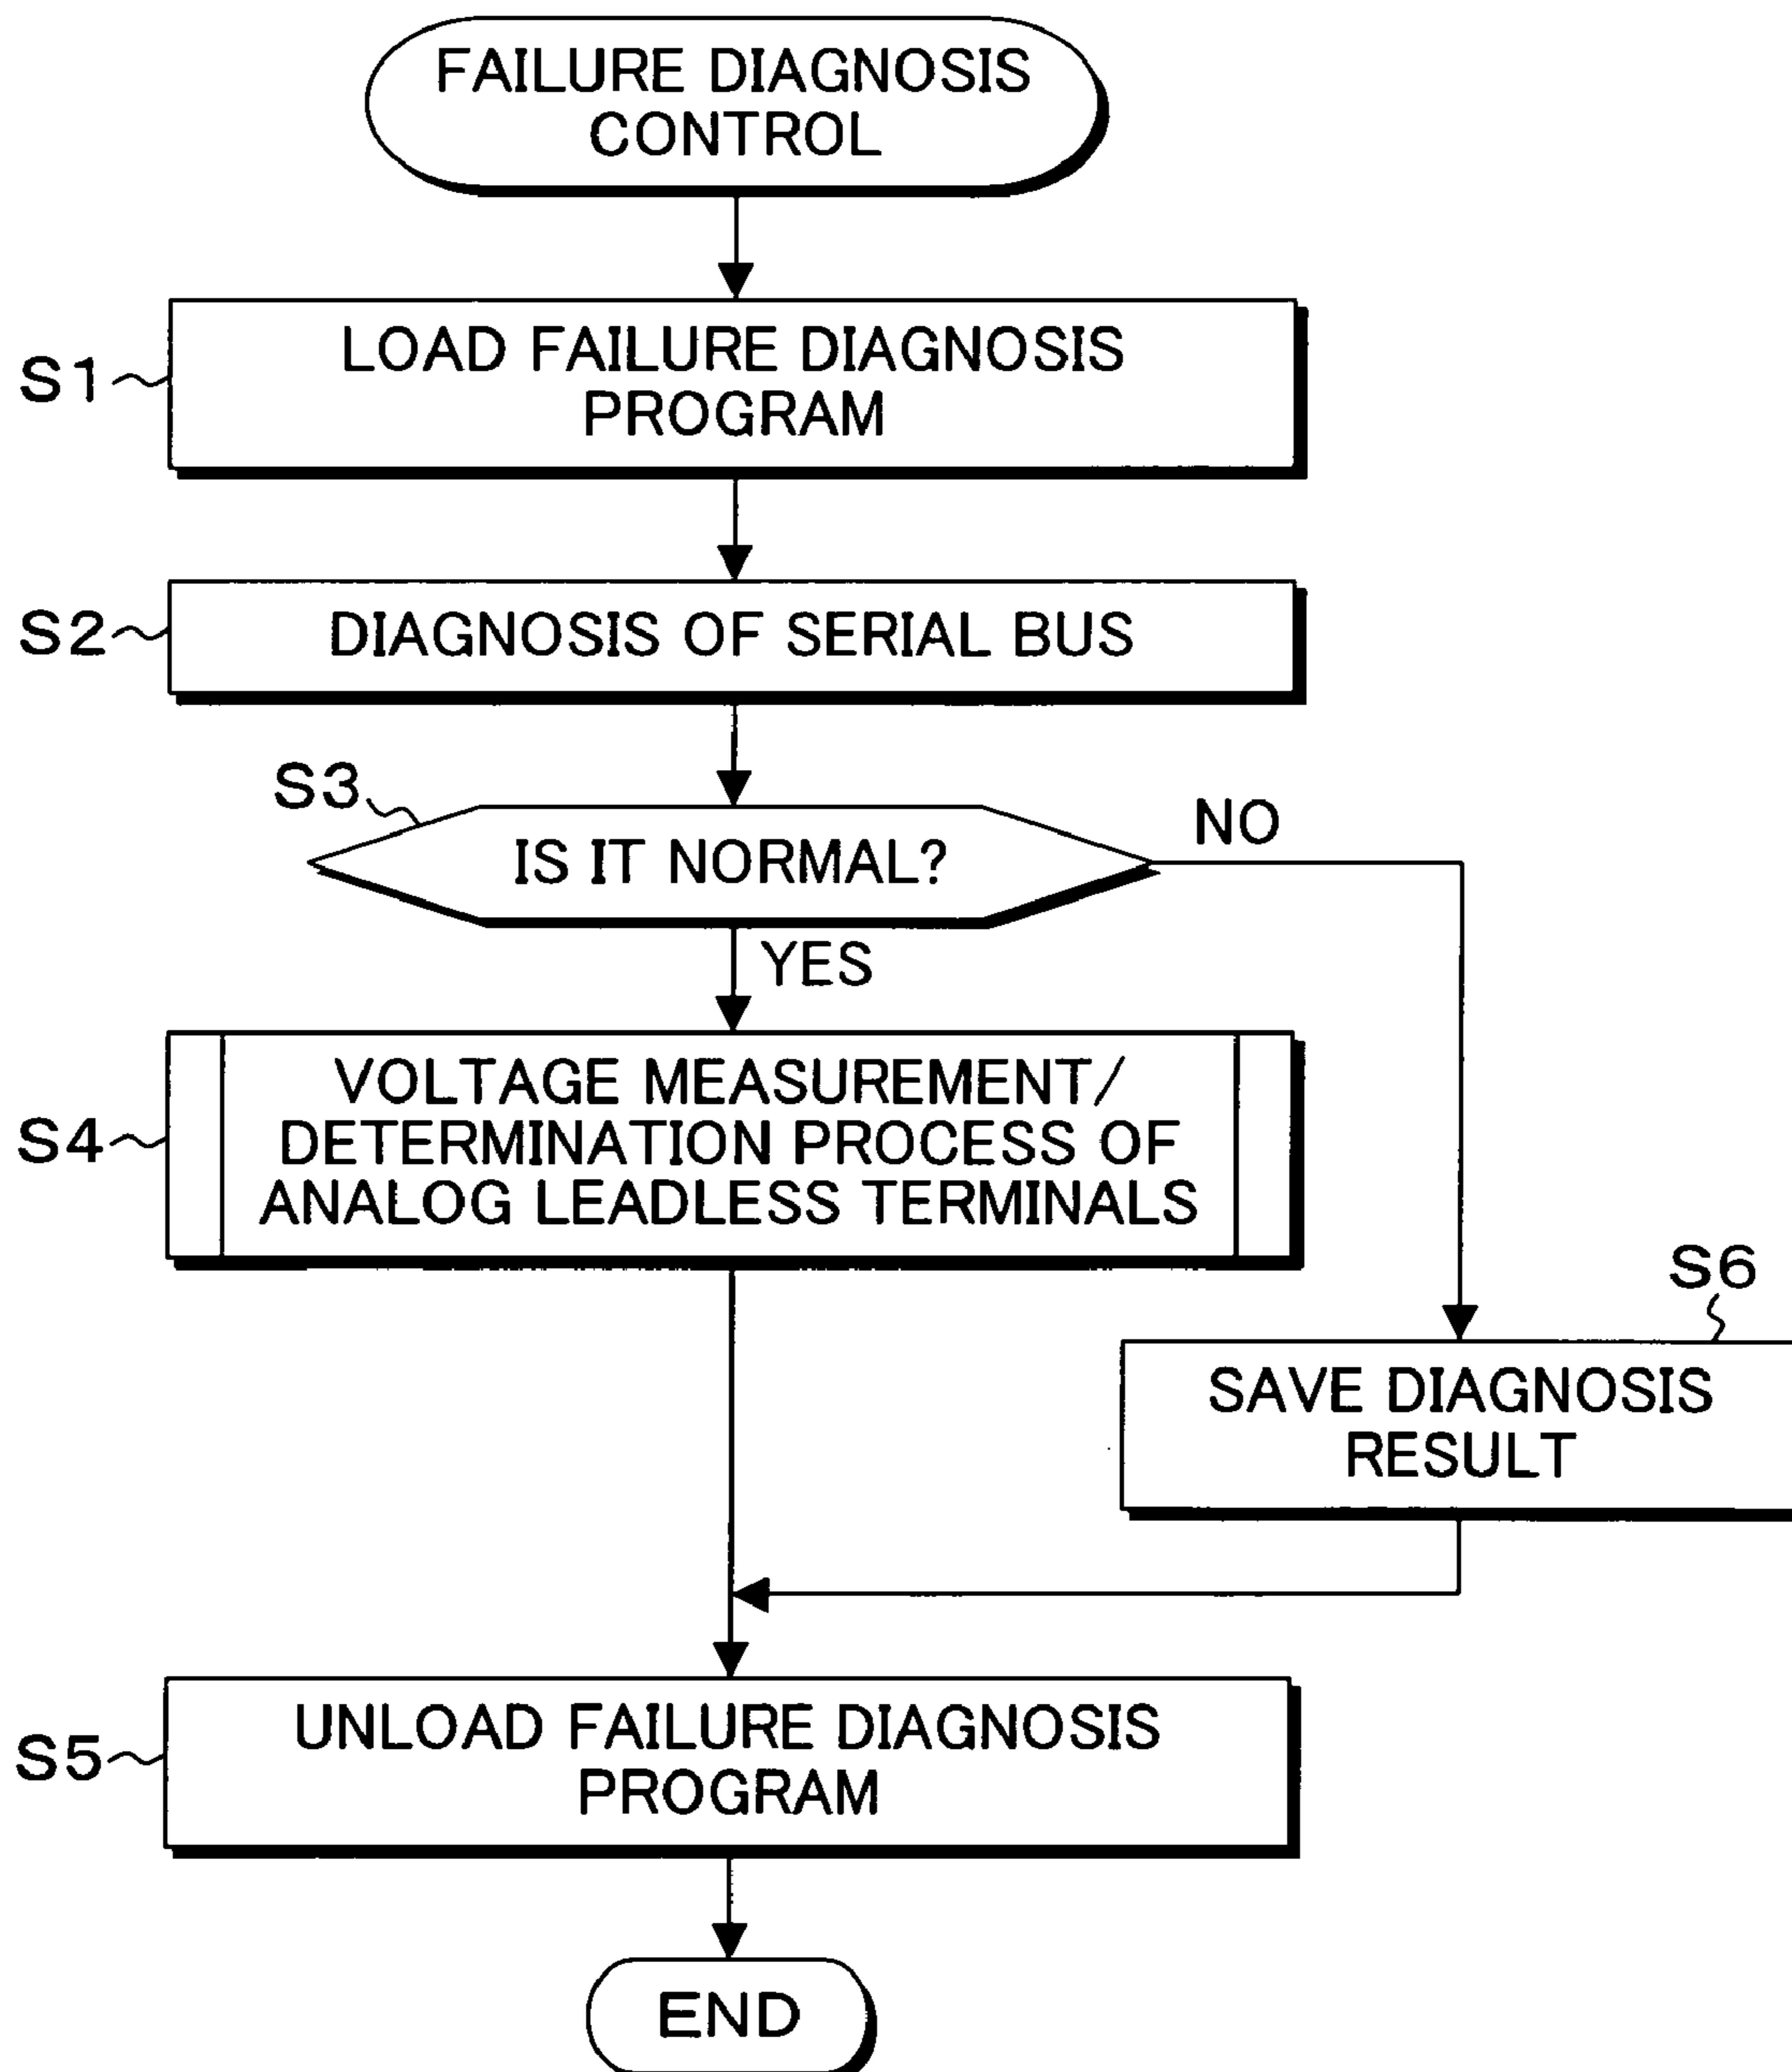 FAILURE DIAGNOSIS
CONTROL
S1
LOAD FAILURE DIAGNOSIS
PROGRAM
S2
DIAGNOSIS OF SERIAL BUS
S3
IS IT NORMAL?
NO
YES
S4
VOLTAGE MEASUREMENT/
DETERMINATION PROCESS OF
ANALOG LEADLESS TERMINALS
S6
SAVE DIAGNOSIS
RESULT
S5
UNLOAD FAILURE DIAGNOSIS
PROGRAM
END